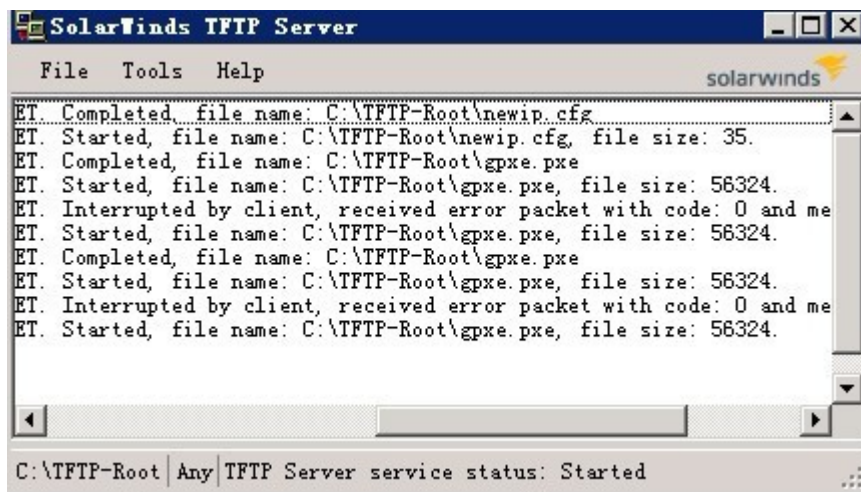 SolarWinds TFTP Server
File Tools Help
solarwinds
ET. Completed, file name: C:\TFTP-Root\newip.cfg
ET. Started, file name: C:\TFTP-Root\newip.cfg, file size: 35.
ET. Completed, file name: C:\TFTP-Root\gpxe.pxe
ET. Started, file name: C:\TFTP-Root\gpxe.pxe, file size: 56324.
ET. Interrupted by client, received error packet with code: 0 and me
ET. Started, file name: C:\TFTP-Root\gpxe.pxe, file size: 56324.
ET. Completed, file name: C:\TFTP-Root\gpxe.pxe
ET. Started, file name: C:\TFTP-Root\gpxe.pxe, file size: 56324.
ET. Interrupted by client, received error packet with code: 0 and me
ET. Started, file name: C:\TFTP-Root\gpxe.pxe, file size: 56324.
C:\TFTP-Root Any TFTP Server service status: Started